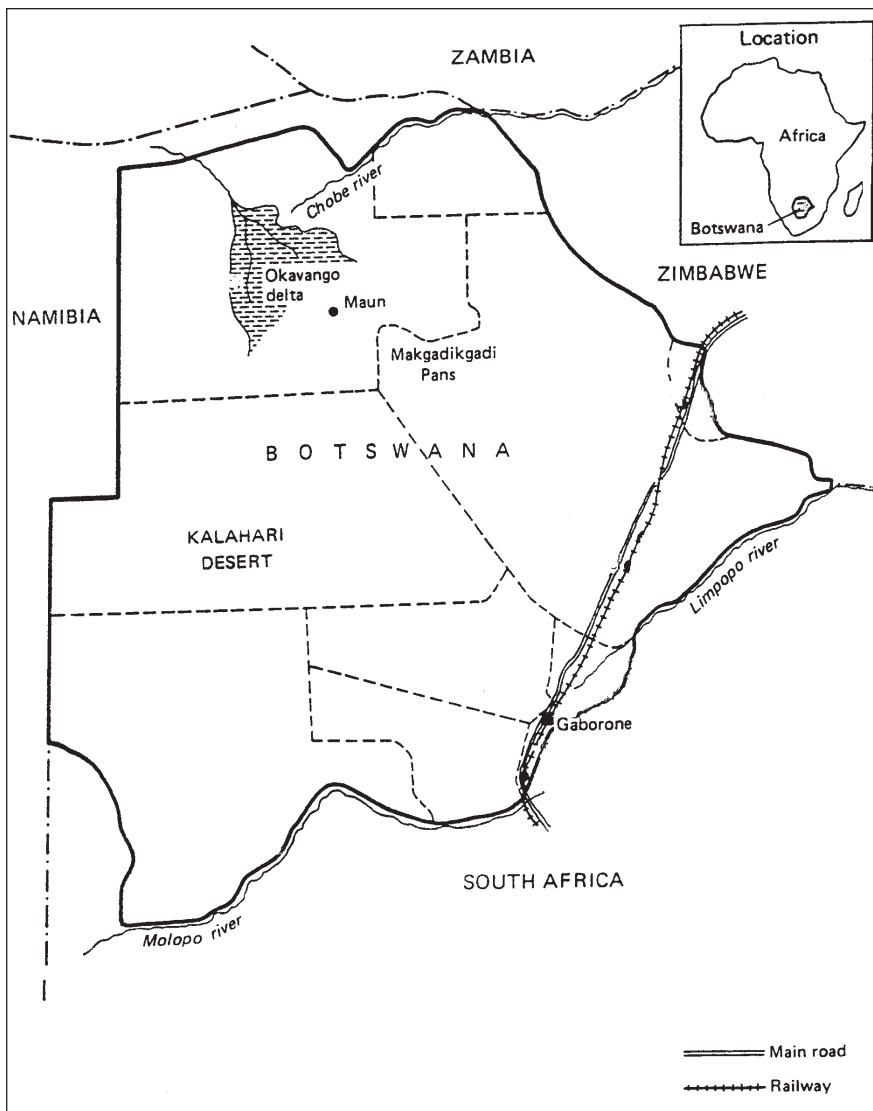 ZAMBIA
Location
Africa
Botswana
Chobe river
ZIMBABWE
Okavango
delta
Maun
NAMIBIA
Makgadikgadi
Pans
BOTSWANA
KALAHARI
DESERT
Limpopo river
Gaborone
SOUTH AFRICA
Molopo river
Main road
Railway